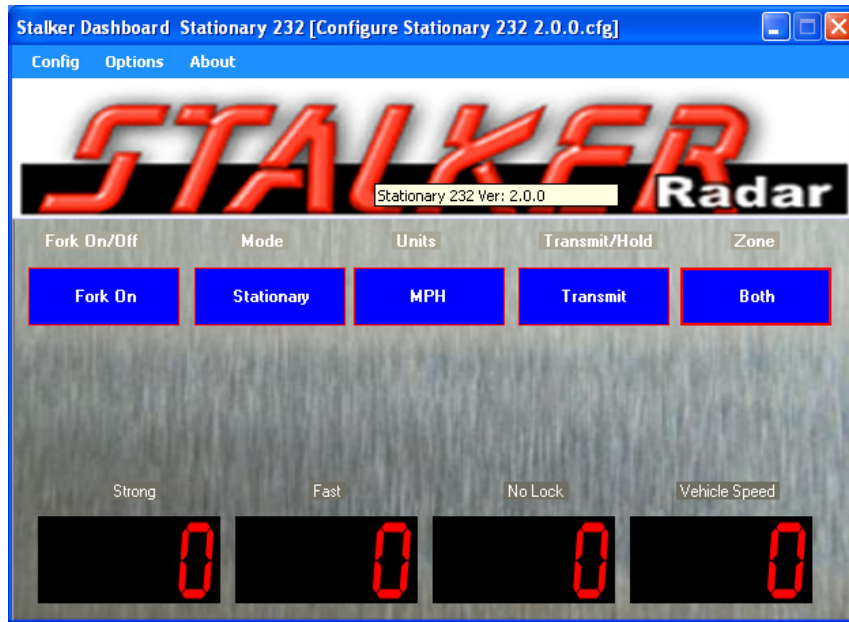 Stalker Dashboard Stationary 232 [Configure Stationary 232 2.0.0.cfg]
Config Options About
STALKER
Radar
Stationary 232 Ver: 2.0.0
Fork On/Off Mode Units Transmit/Hold Zone
Fork On Stationary MPH Transmit Both
Strong Fast No Lock Vehicle Speed
0 0 0 0